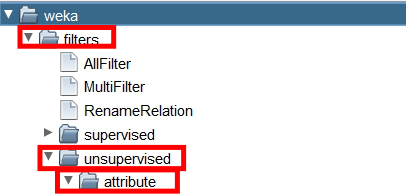 weka
filters
AllFilter
MultiFilter
RenameRelation
supervised
unsupervised
attribute